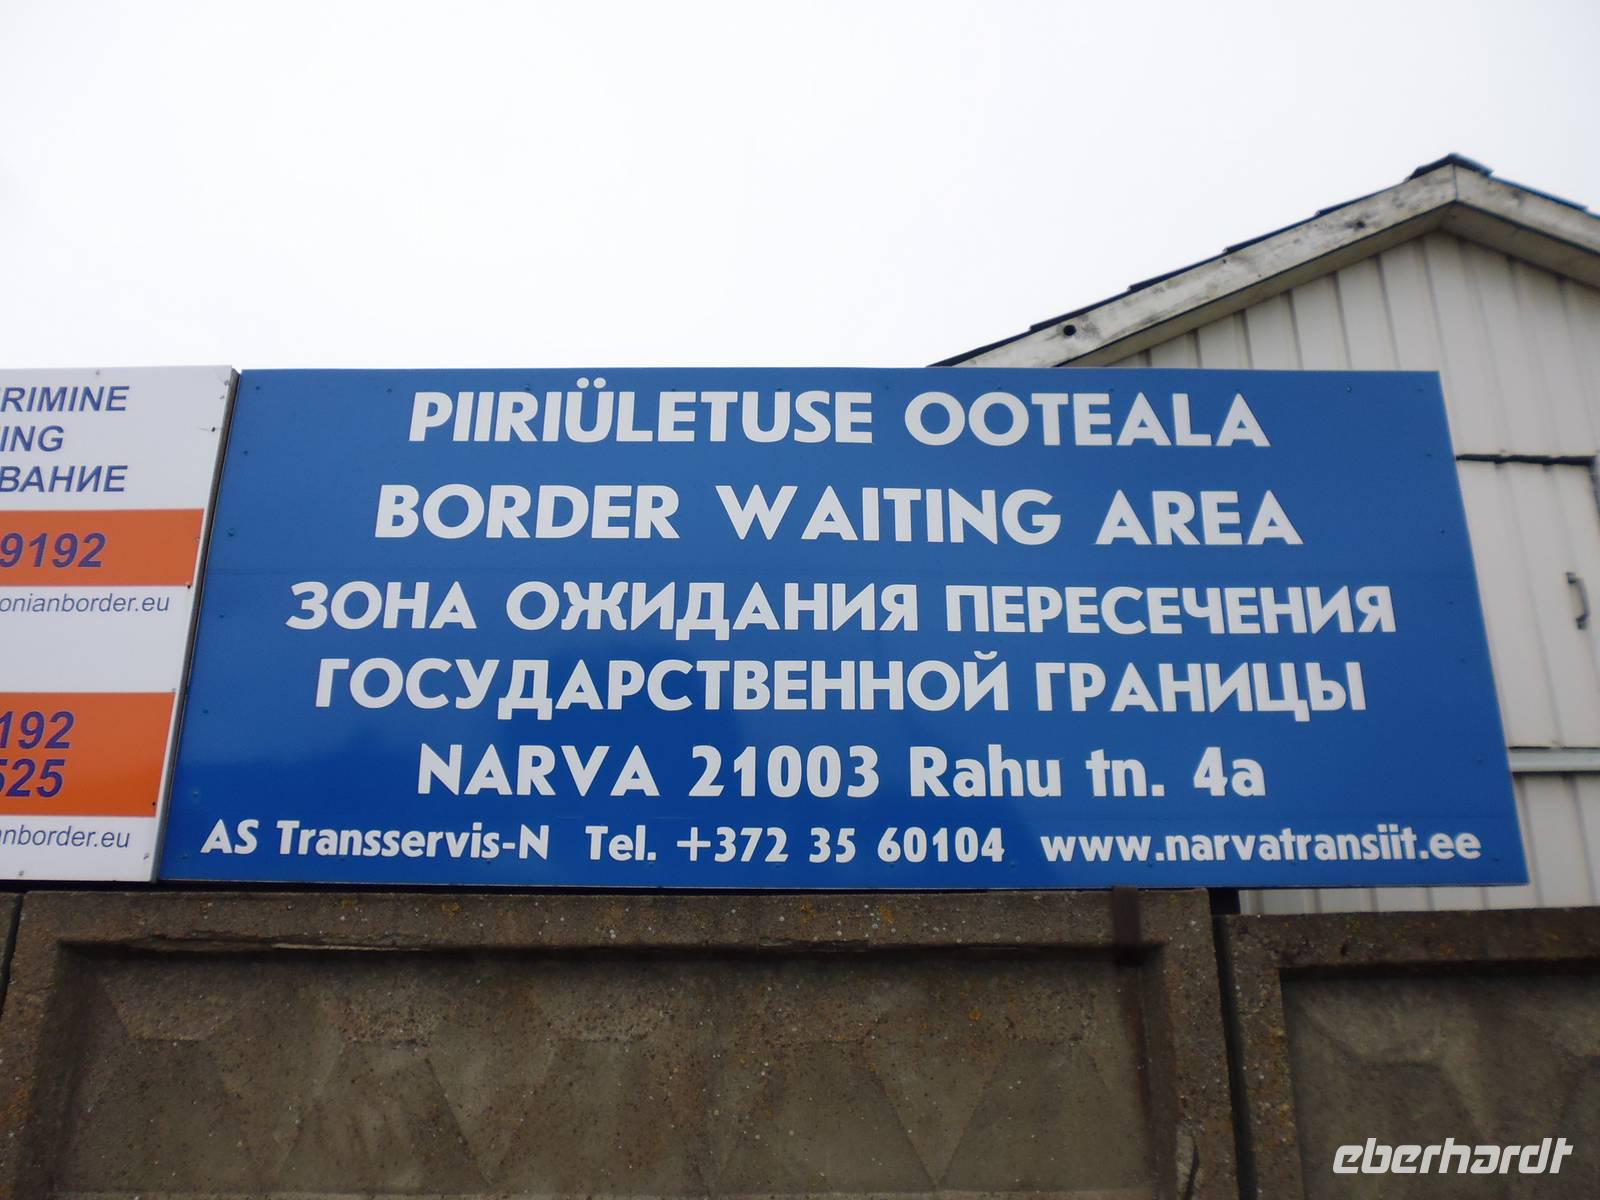 RIMINE
ING
ВАНИЕ
9192
onianborder.eu
192
525
nborder.eu
PIIRIÜLETUSE OOTEALA
BORDER WAITING AREA
ЗОНА ОЖИДАНИЯ ПЕРЕСЕЧЕНИЯ
ГОСУДАРСТВЕННОЙ ГРАНИЦЫ
NARVA 21003 Rahu tn. 4a
AS Transservis-N Tel. +372 35 60104 www.narvatransiit.ee
eberhardt